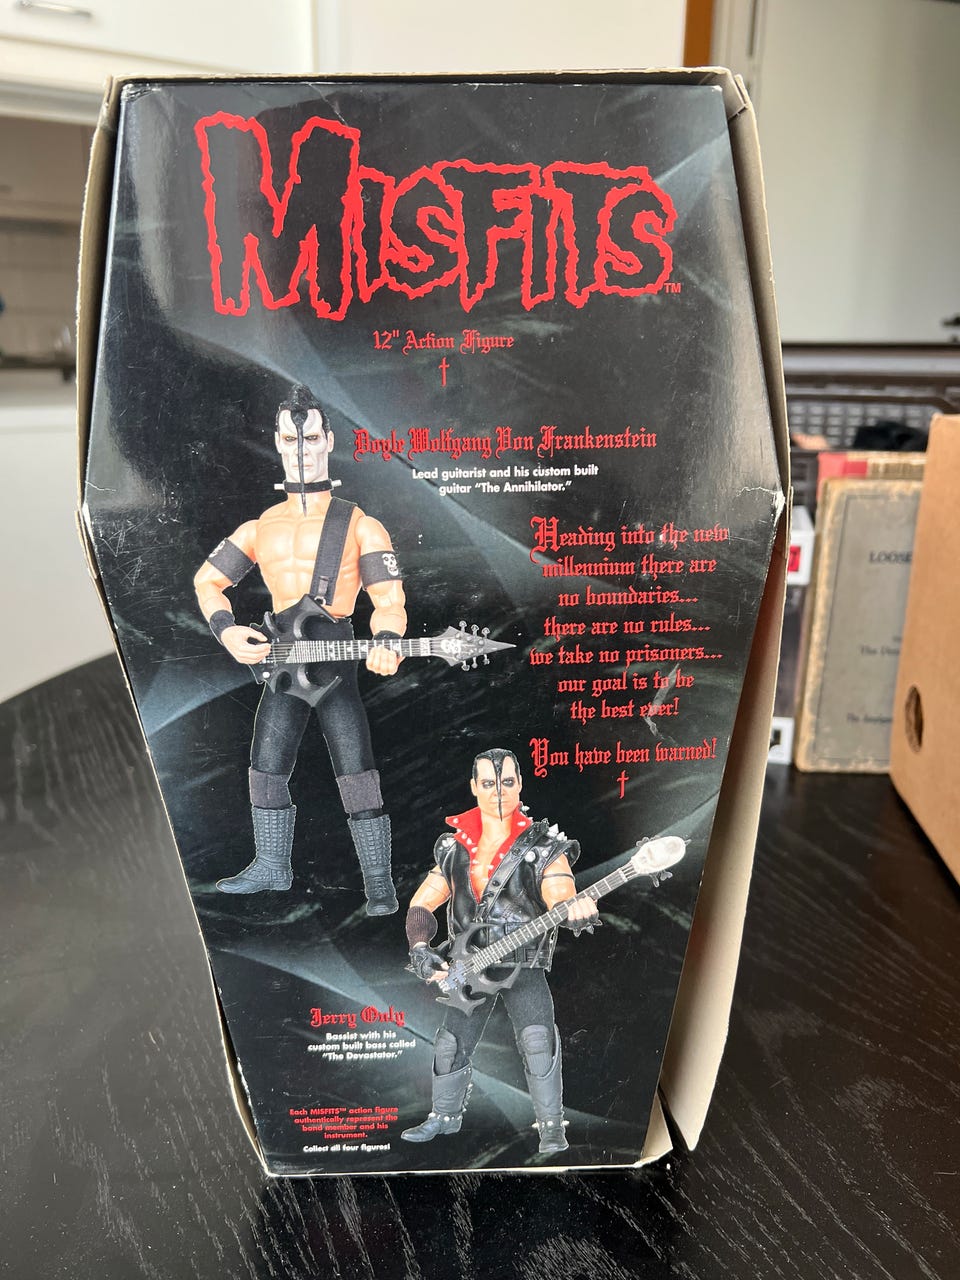 MISFITS™
12" Action Figure
Doyle Wolfgang Von Frankenstein
Lead guitarist and his custom built
guitar "The Annihilator."
Heading into the new
millennium there are
no boundaries...
there are no rules...
we take no prisoners...
our goal is to be
the best ever!
You have been warned!
Jerry Only
Bassist with his
custom built bass called
"The Devastator."
Each MISFITS™ action figure
authentically represent the
band member and his
instrument.
Collect all four figures!